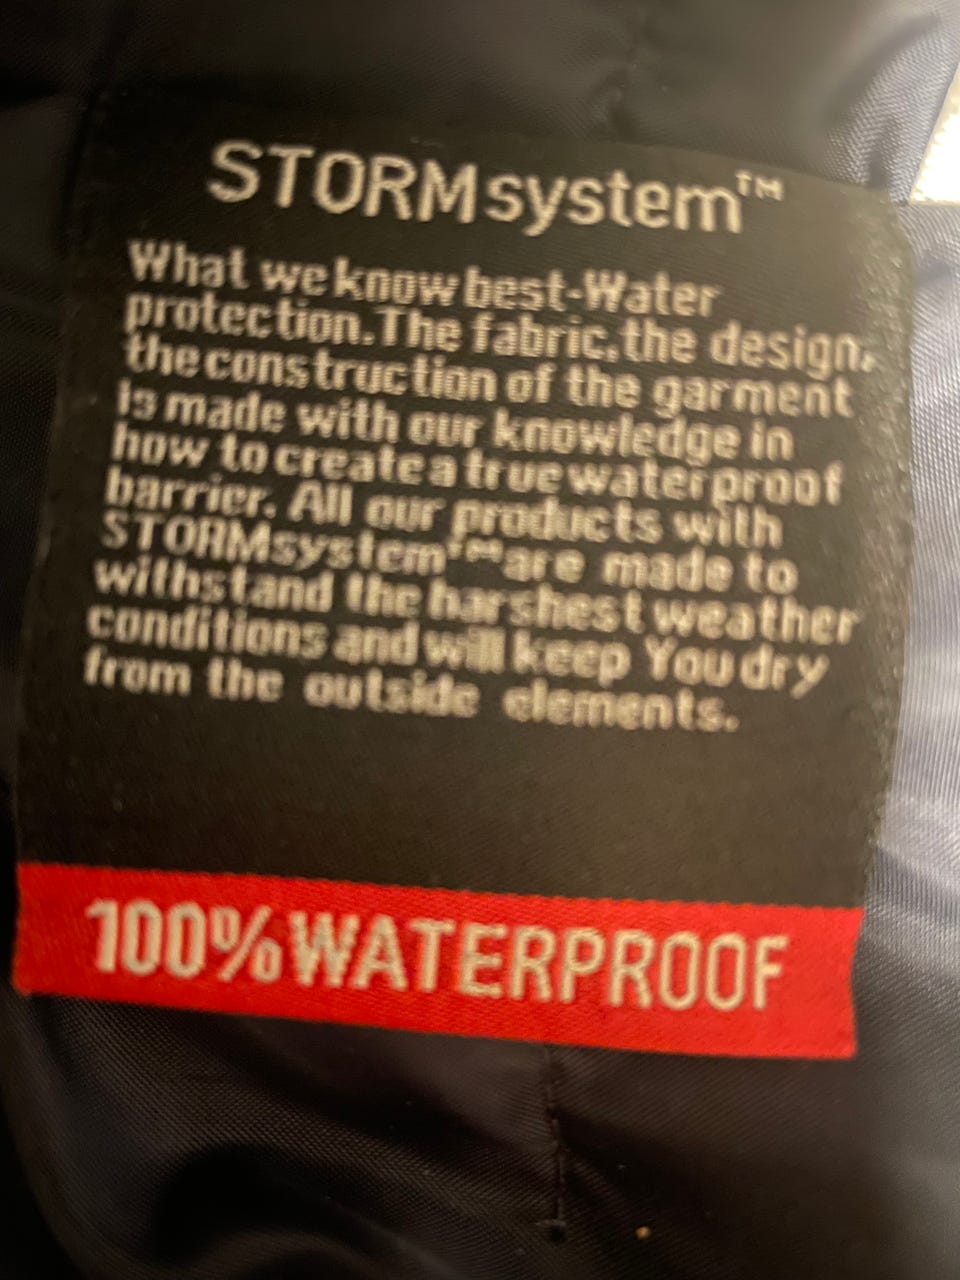 STORMsystem™
What we know best-Water
protection.The fabric,the design,
the construction of the garment
is made with our knowledge in
how to create a true waterproof
barrier. All our products with
STORMsystem™are made to
withstand the harshest weather
conditions and will keep You dry
from the outside elements.
100%WATERPROOF